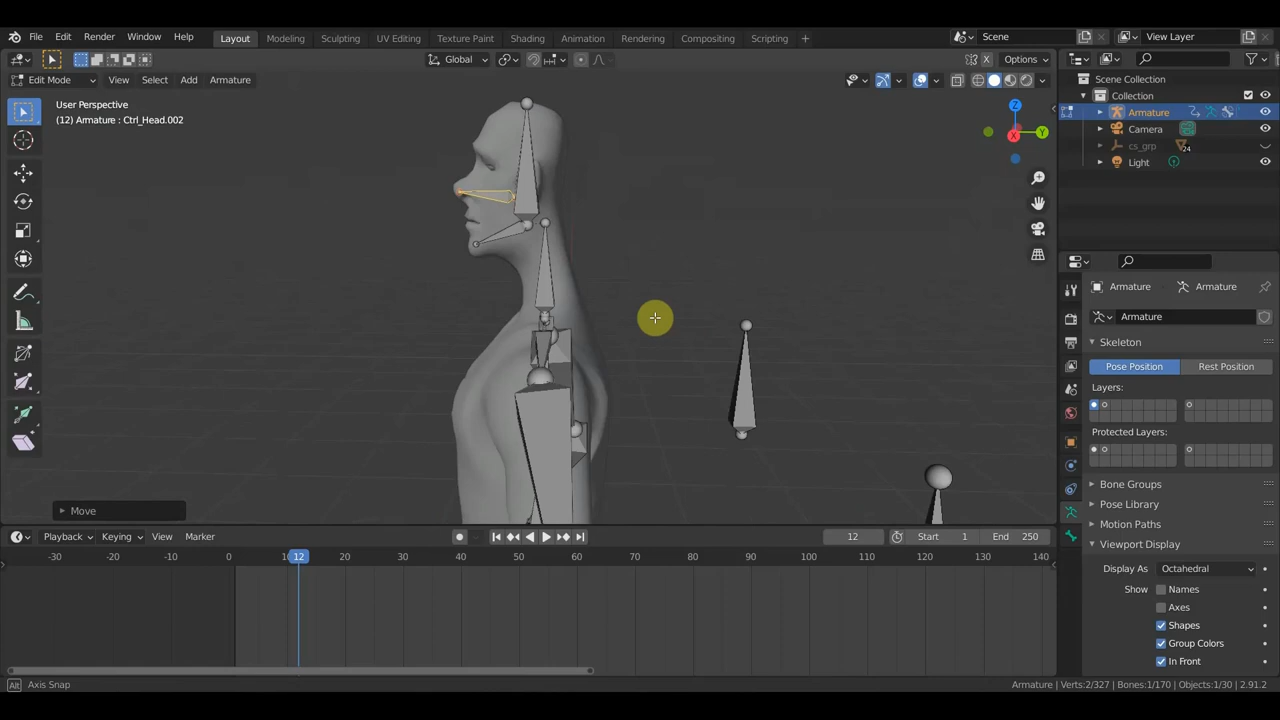 File Edit Render Window Help Layout Modeling Sculpting UV Editing Texture Paint Shading Animation Rendering Compositing Scripting + Scene View Layer
Global Options
Edit Mode View Select Add Armature
User Perspective
(12) Armature : Ctrl_Head.002
Z
Y
X
Move
Scene Collection
Collection
Armature
Camera
cs_grp 24
Light
Armature Armature
Armature
Skeleton
Pose Position Rest Position
Layers:
Protected Layers:
Bone Groups
Pose Library
Motion Paths
Viewport Display
Display As Octahedral
Show Names
Axes
Shapes
Group Colors
In Front
Playback Keying View Marker 12 Start 1 End 250
-30 -20 -10 0 12 20 30 40 50 60 70 80 90 100 110 120 130 140
Alt Axis Snap Armature | Verts:2/327 | Bones:1/170 | Objects:1/30 | 2.91.2